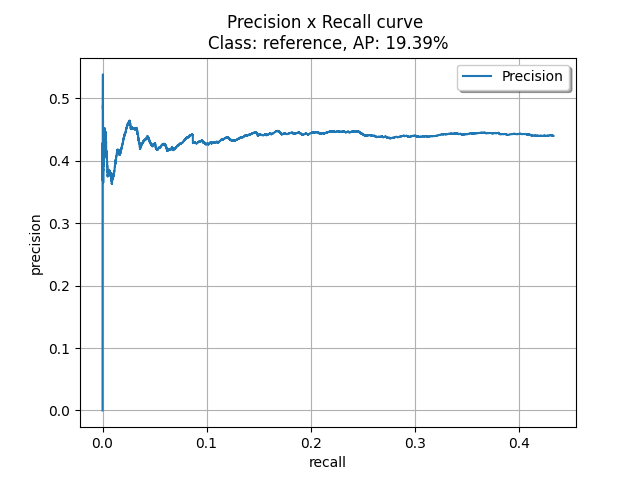 Precision x Recall curve
Class: reference, AP: 19.39%
Precision
0.5
0.4
0.3
0.2
0.1
0.0
precision
0.0 0.1 0.2 0.3 0.4
recall